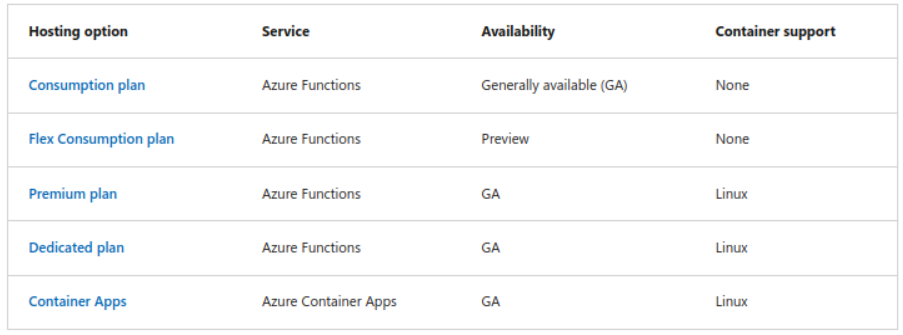 Hosting option Service Availability Container support
Consumption plan Azure Functions Generally available (GA) None
Flex Consumption plan Azure Functions Preview None
Premium plan Azure Functions GA Linux
Dedicated plan Azure Functions GA Linux
Container Apps Azure Container Apps GA Linux